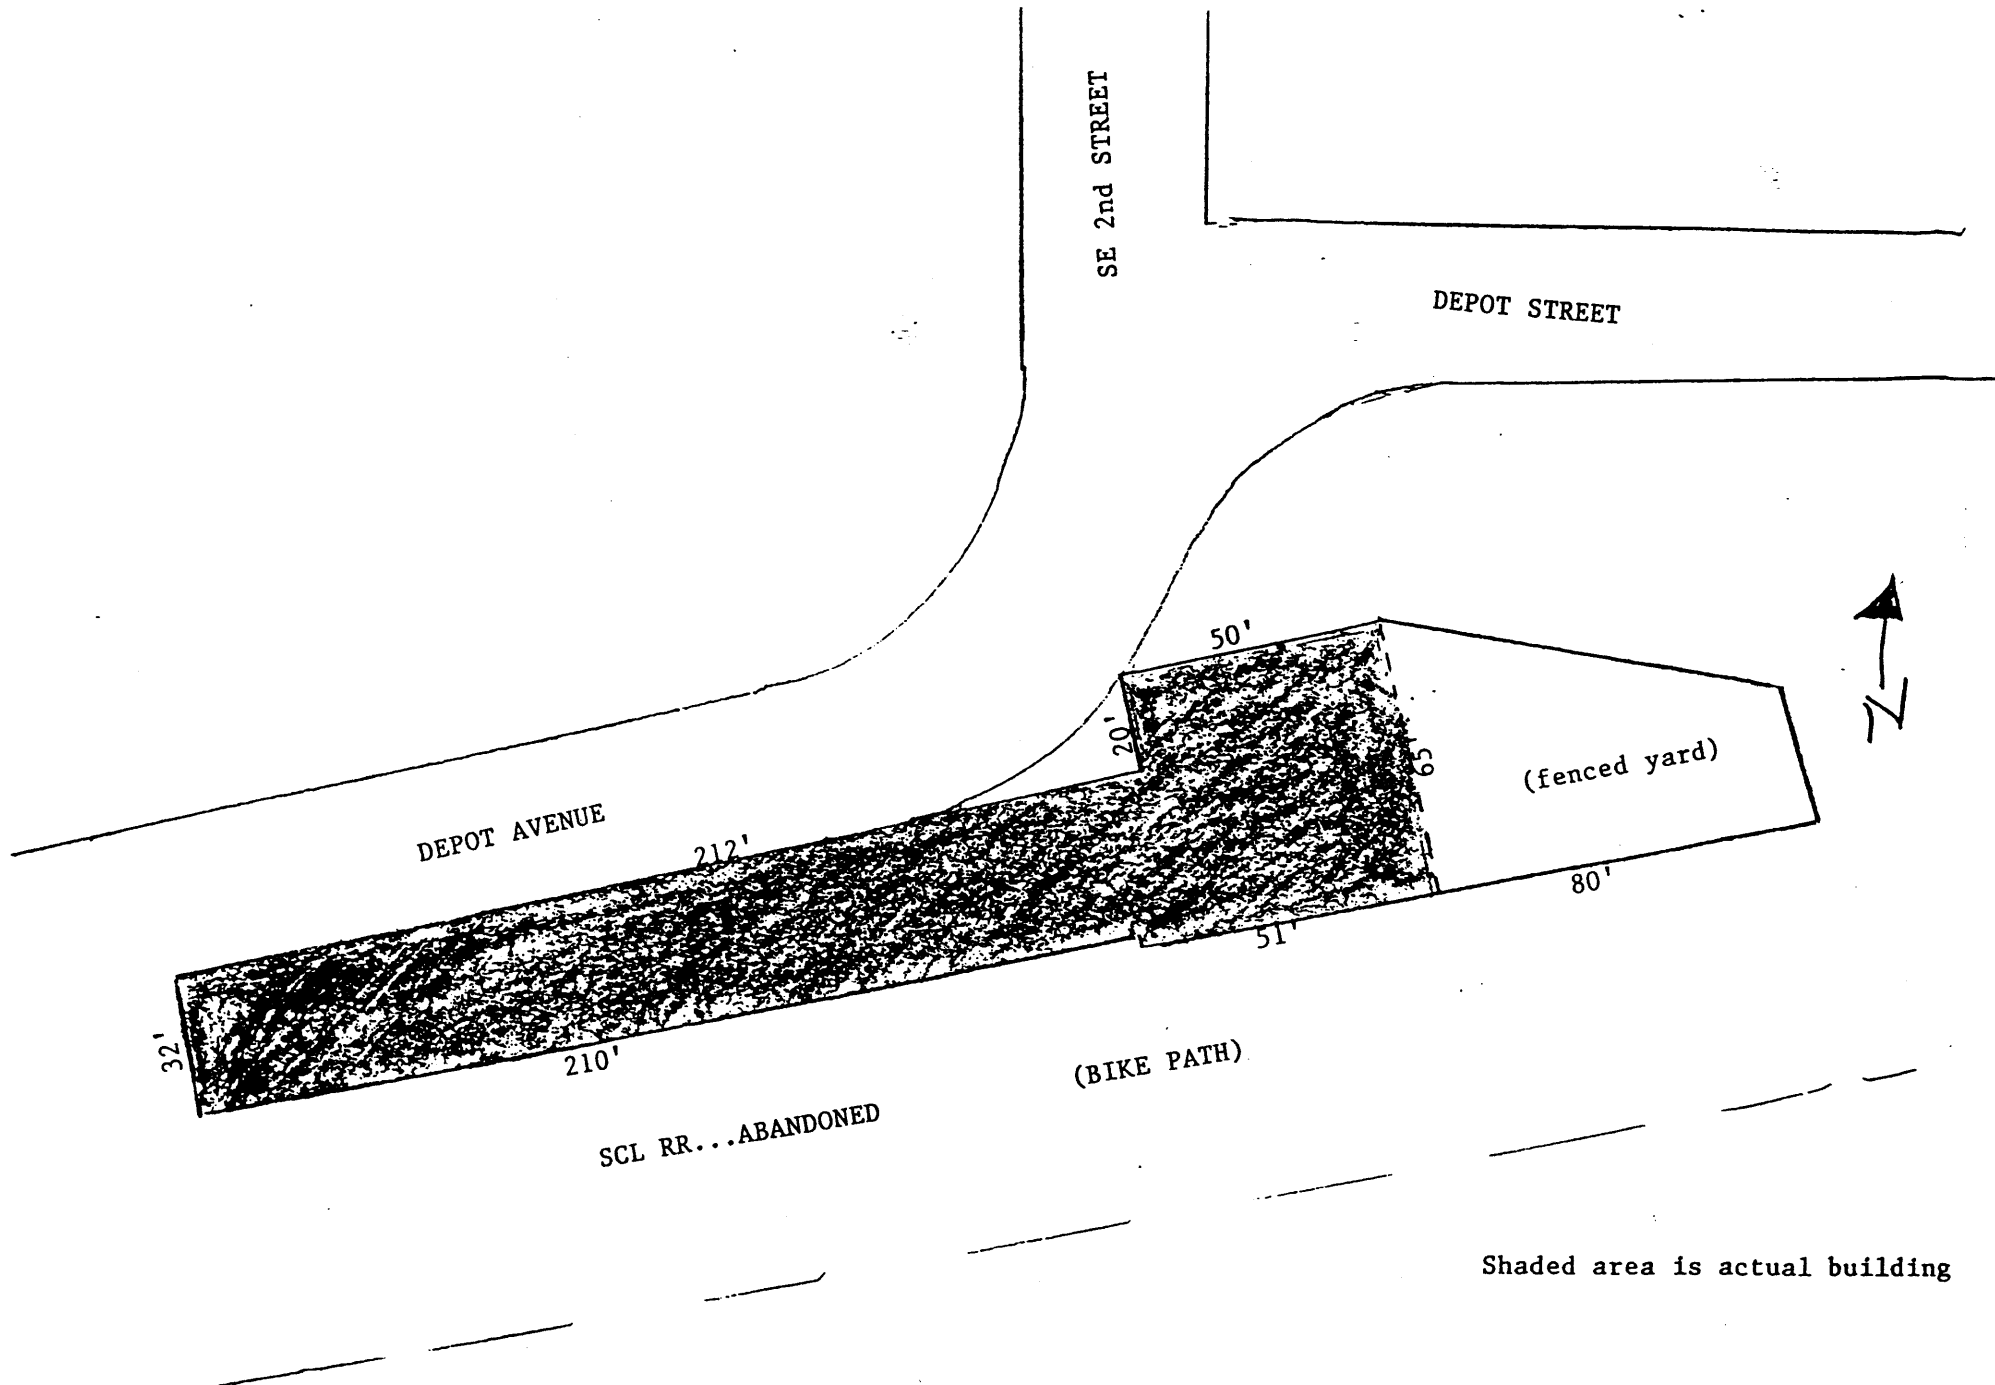 SE 2nd STREET
DEPOT STREET
50'
20'
65'
(fenced yard)
N
DEPOT AVENUE
212'
80'
51'
32'
210'
(BIKE PATH)
SCL RR...ABANDONED
Shaded area is actual building